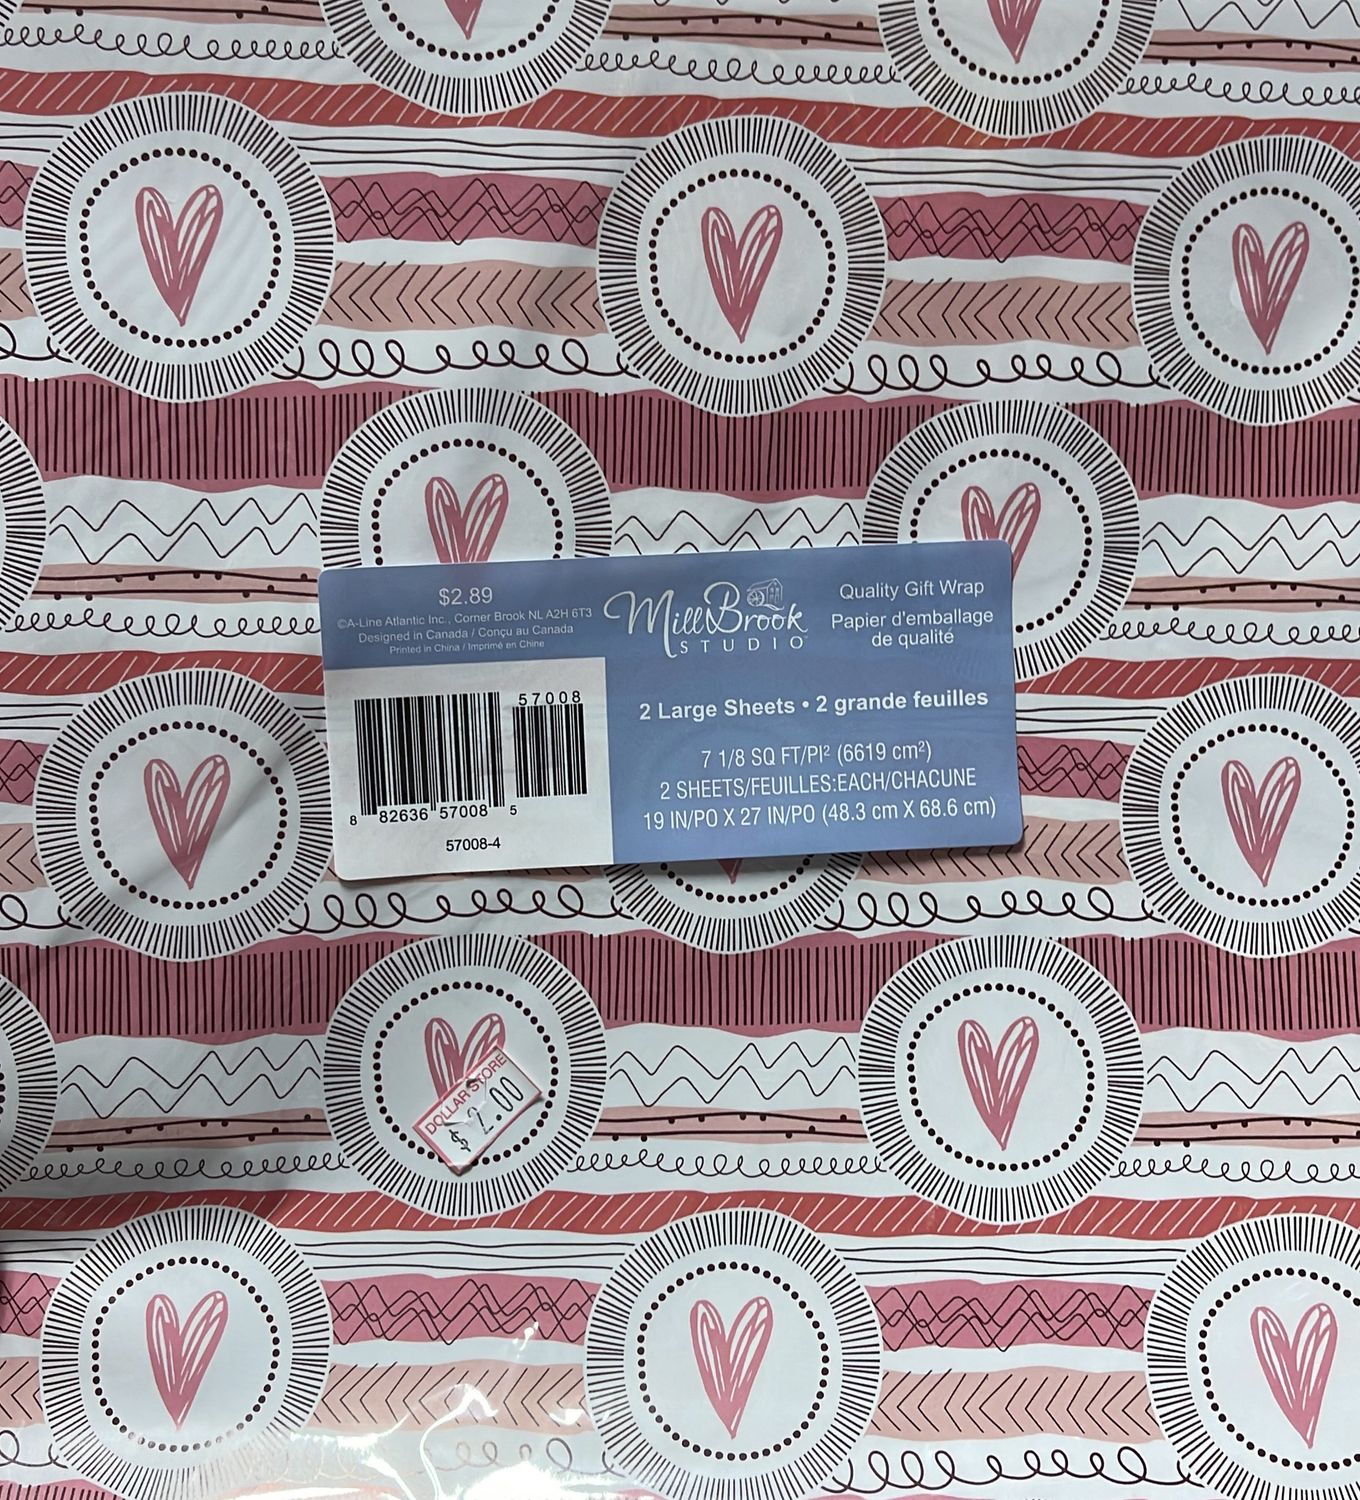 $2.89
©A-Line Atlantic Inc., Corner Brook NL A2H 6T3
Designed in Canada / Conçu au Canada
Printed in China / Imprimé en Chine
Mill Brook
STUDIO
Quality Gift Wrap
Papier d'emballage
de qualité
57008
8 82636 57008 5
57008-4
2 Large Sheets • 2 grande feuilles
7 1/8 SQ FT/PI² (6619 cm²)
2 SHEETS/FEUILLES:EACH/CHACUNE
19 IN/PO X 27 IN/PO (48.3 cm X 68.6 cm)
DOLLAR STORE
$ 2.00